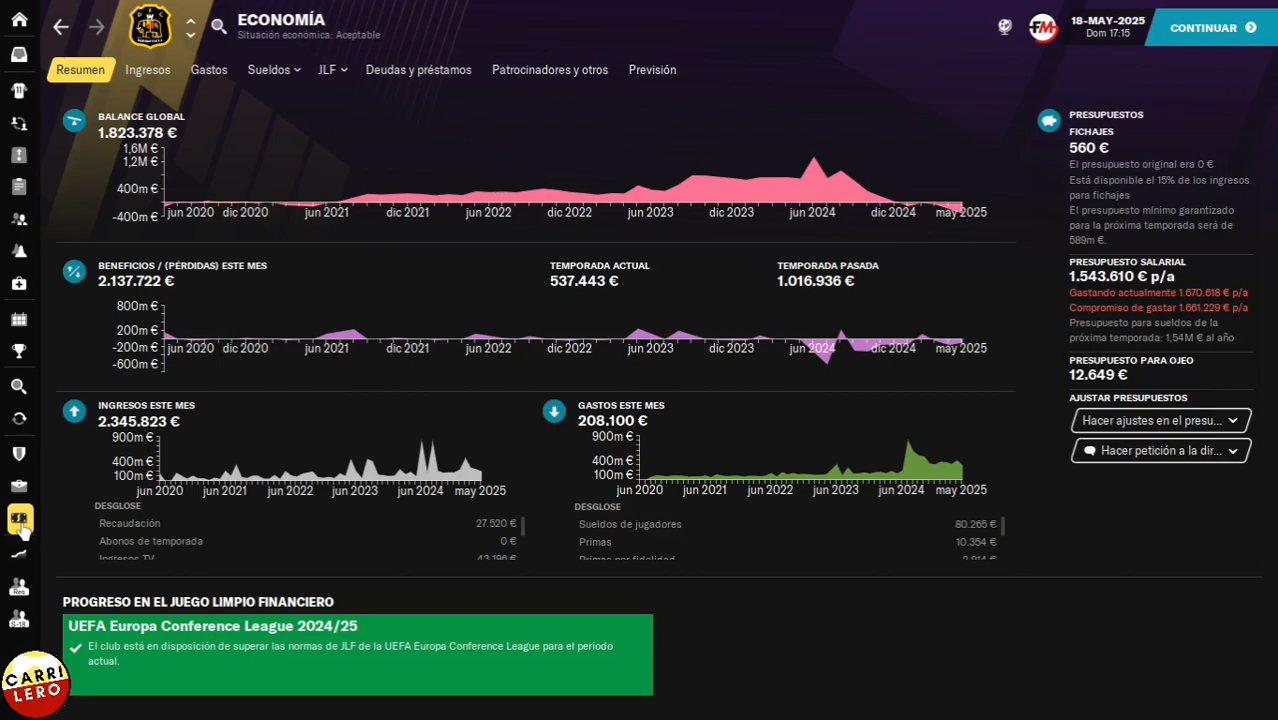 ECONOMÍA
Situación económica: Aceptable
18-MAY-2025
Dom 17:15
CONTINUAR
FM
Resumen
Ingresos
Gastos
Sueldos
JLF
Deudas y préstamos
Patrocinadores y otros
Previsión
BALANCE GLOBAL
1.823.378 €
1,6M €
1,2M €
400m €
-400m €
jun 2020 dic 2020 jun 2021 dic 2021 jun 2022 dic 2022 jun 2023 dic 2023 jun 2024 dic 2024 may 2025
BENEFICIOS / (PÉRDIDAS) ESTE MES
2.137.722 €
TEMPORADA ACTUAL
537.443 €
TEMPORADA PASADA
1.016.936 €
800m €
200m €
-200m €
-600m €
jun 2020 dic 2020 jun 2021 dic 2021 jun 2022 dic 2022 jun 2023 dic 2023 jun 2024 dic 2024 may 2025
INGRESOS ESTE MES
2.345.823 €
900m €
400m €
100m €
jun 2020 jun 2021 jun 2022 jun 2023 jun 2024 may 2025
DESGLOSE
Recaudación 27.520 €
Abonos de temporada 0 €
Ingresos TV 43.196 €
GASTOS ESTE MES
208.100 €
900m €
400m €
100m €
jun 2020 jun 2021 jun 2022 jun 2023 jun 2024 may 2025
DESGLOSE
Sueldos de jugadores 80.265 €
Primas 10.354 €
Primas por fidelidad 2.914 €
PRESUPUESTOS
FICHAJES
560 €
El presupuesto original era 0 €
Está disponible el 15% de los ingresos
para fichajes
El presupuesto mínimo garantizado
para la próxima temporada será de
589m €.
PRESUPUESTO SALARIAL
1.543.610 € p/a
Gastando actualmente 1.670.618 € p/a
Compromiso de gastar 1.661.229 € p/a
Presupuesto para sueldos de la
próxima temporada: 1,54M € al año
PRESUPUESTO PARA OJEO
12.649 €
AJUSTAR PRESUPUESTOS
Hacer ajustes en el presu...
Hacer petición a la dir...
PROGRESO EN EL JUEGO LIMPIO FINANCIERO
UEFA Europa Conference League 2024/25
El club está en disposición de superar las normas de JLF de la UEFA Europa Conference League para el periodo
actual.
11
Res
S-18
CARRI
LERO